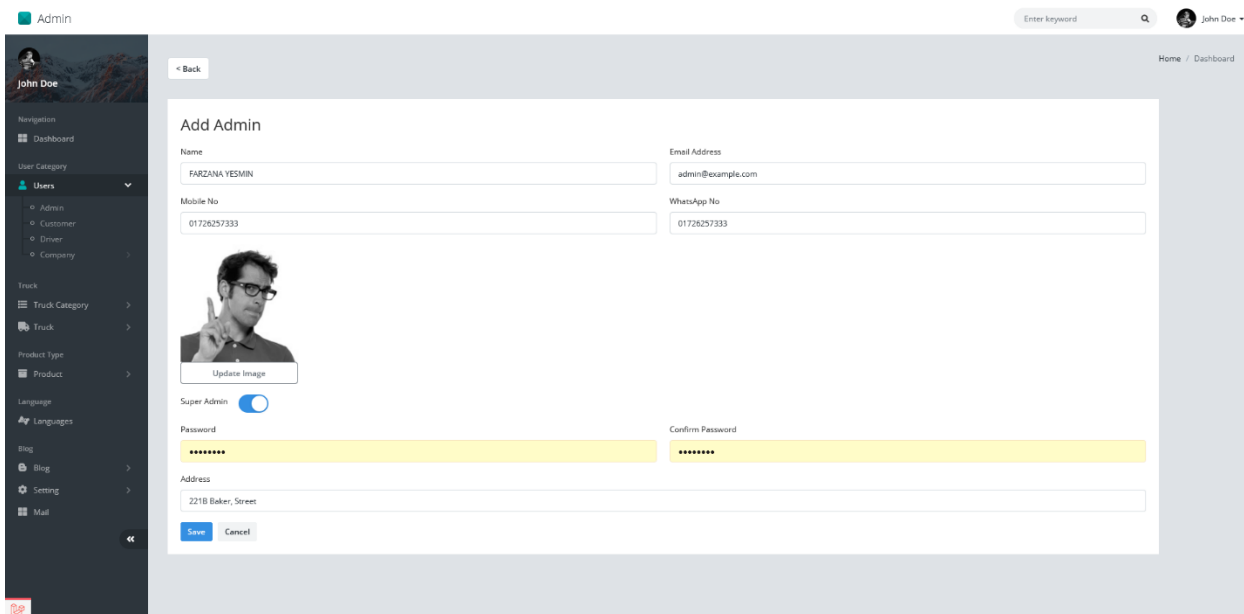 Admin
Enter keyword
John Doe
John Doe
< Back
Home / Dashboard
Navigation
Dashboard
User Category
Users
Admin
Customer
Driver
Company
Truck
Truck Category
Truck
Product Type
Product
Language
Languages
Blog
Blog
Setting
Mail
Add Admin
Name
Email Address
FARZANA YESMIN
admin@example.com
Mobile No
WhatsApp No
01726257333
01726257333
Update Image
Super Admin
Password
Confirm Password
••••••••
••••••••
Address
221B Baker, Street
Save
Cancel